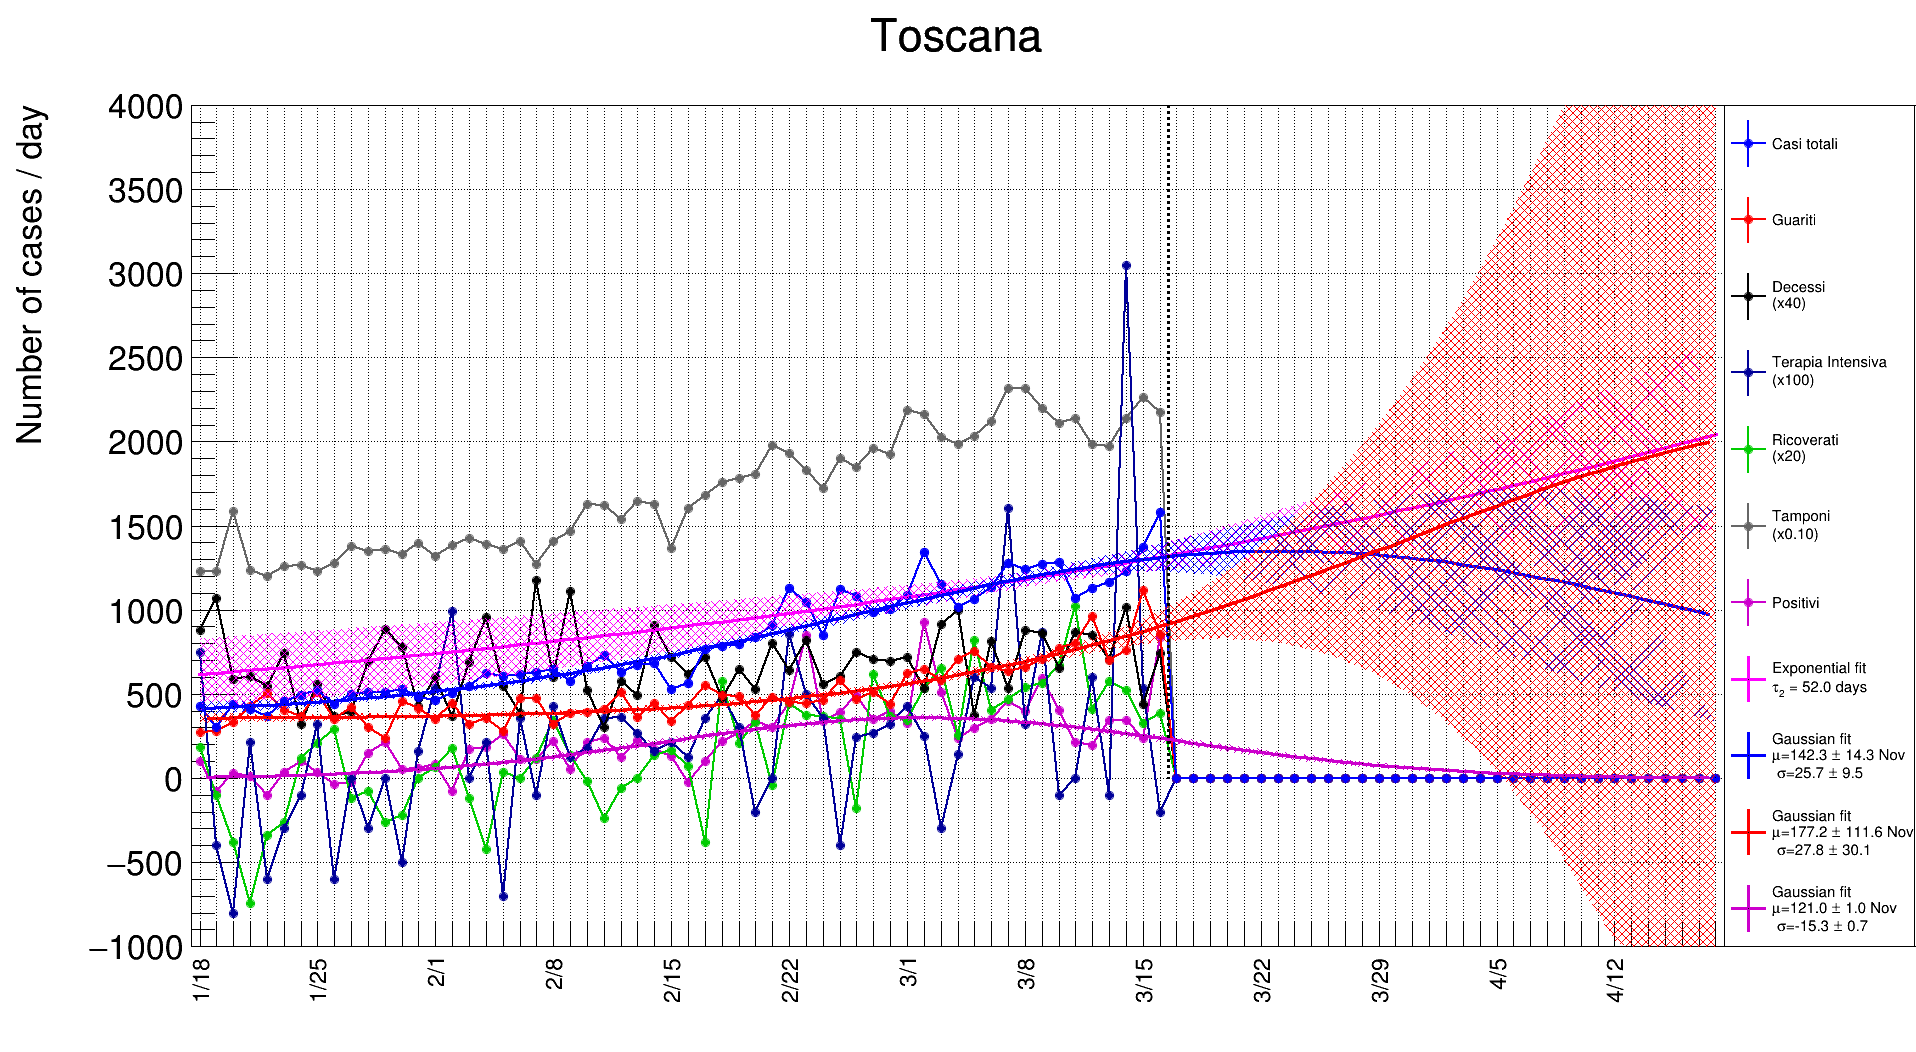 Toscana
Number of cases / day
4000
3500
3000
2500
2000
1500
1000
500
0
−500
−1000
1/18
1/25
2/1
2/8
2/15
2/22
3/1
3/8
3/15
3/22
3/29
4/5
4/12
Casi totali
Guariti
Decessi
(x40)
Terapia Intensiva
(x100)
Ricoverati
(x20)
Tamponi
(x0.10)
Positivi
Exponential fit
τ2 = 52.0 days
Gaussian fit
μ=142.3 ± 14.3 Nov
σ=25.7 ± 9.5
Gaussian fit
μ=177.2 ± 111.6 Nov
σ=27.8 ± 30.1
Gaussian fit
μ=121.0 ± 1.0 Nov
σ=-15.3 ± 0.7